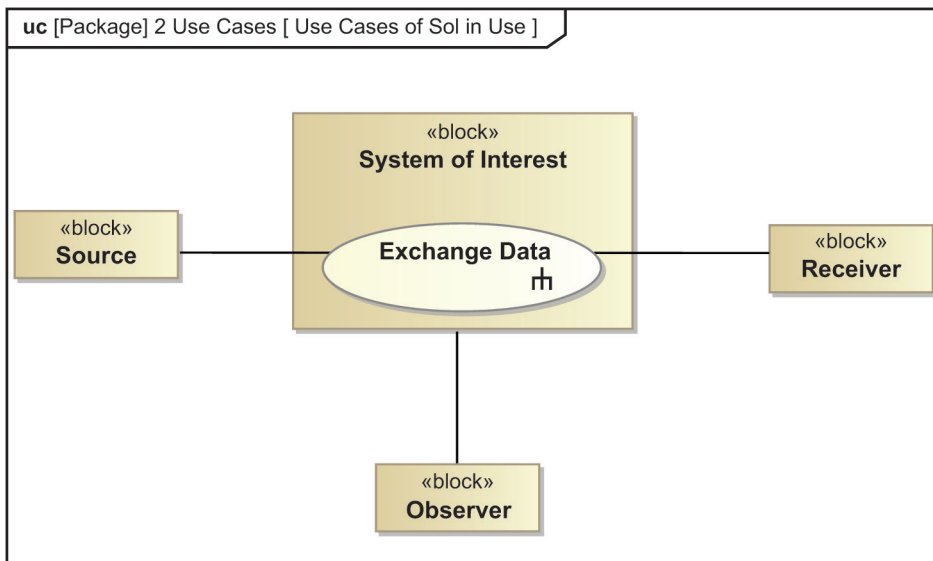 uc [Package] 2 Use Cases [ Use Cases of Sol in Use ]
«block»
System of Interest
«block»
Source
Exchange Data
«block»
Receiver
«block»
Observer